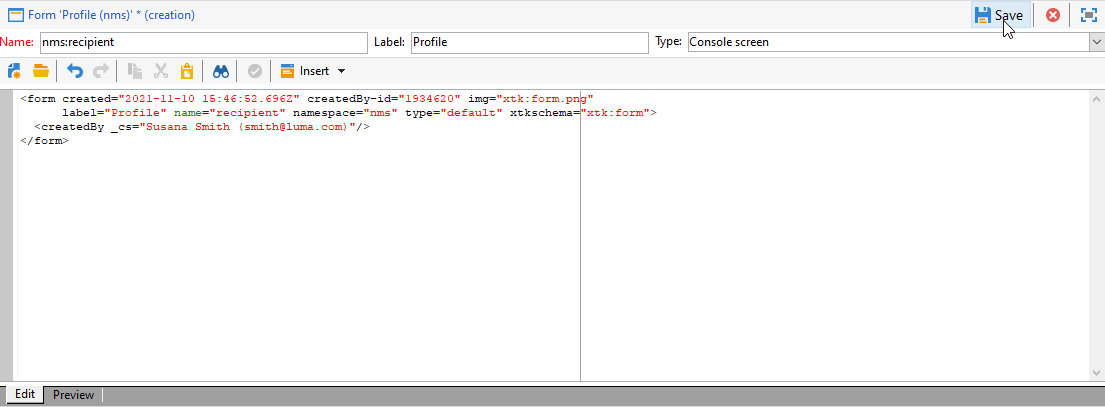 Form 'Profile (nms)' * (creation)
Save
Name: nms:recipient Label: Profile Type: Console screen
Insert
<form created="2021-11-10 15:46:52.696Z" createdBy-id="1934620" img="xtk:form.png"
label="Profile" name="recipient" namespace="nms" type="default" xtkschema="xtk:form">
<createdBy _cs="Susana Smith (smith@luma.com)"/>
</form>
Edit Preview